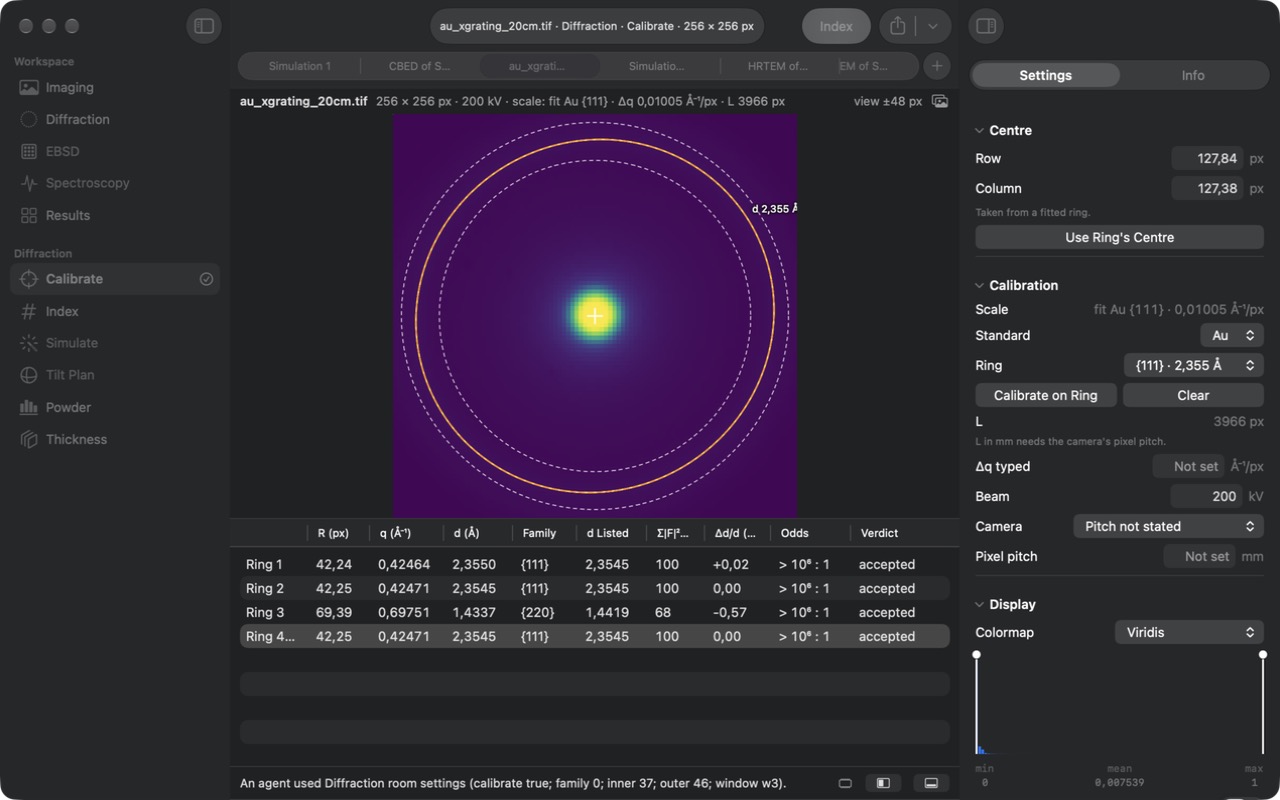 au_xgrating_20cm.tif · Diffraction · Calibrate · 256 × 256 px
Index
Workspace
Imaging
Diffraction
EBSD
Spectroscopy
Results
Diffraction
Calibrate
Index
Simulate
Tilt Plan
Powder
Thickness
Simulation 1
CBED of S...
au_xgrati...
Simulatio...
HRTEM of...
EM of S...
au_xgrating_20cm.tif 256 × 256 px · 200 kV · scale: fit Au {111} · Δq 0,01005 Å⁻¹/px · L 3966 px view ±48 px
d 2,355 Å
R (px) q (Å⁻¹) d (Å) Family d Listed Σ|F|²... Δd/d (... Odds Verdict
Ring 1 42,24 0,42464 2,3550 {111} 2,3545 100 +0,02 > 10⁶ : 1 accepted
Ring 2 42,25 0,42471 2,3545 {111} 2,3545 100 0,00 > 10⁶ : 1 accepted
Ring 3 69,39 0,69751 1,4337 {220} 1,4419 68 -0,57 > 10⁶ : 1 accepted
Ring 4... 42,25 0,42471 2,3545 {111} 2,3545 100 0,00 > 10⁶ : 1 accepted
An agent used Diffraction room settings (calibrate true; family 0; inner 37; outer 46; window w3).
Settings
Info
Centre
Row 127,84 px
Column 127,38 px
Taken from a fitted ring.
Use Ring's Centre
Calibration
Scale fit Au {111} · 0,01005 Å⁻¹/px
Standard Au
Ring {111} · 2,355 Å
Calibrate on Ring Clear
L 3966 px
L in mm needs the camera's pixel pitch.
Δq typed Not set Å⁻¹/px
Beam 200 kV
Camera Pitch not stated
Pixel pitch Not set mm
Display
Colormap Viridis
min mean max
0 0,007539 1